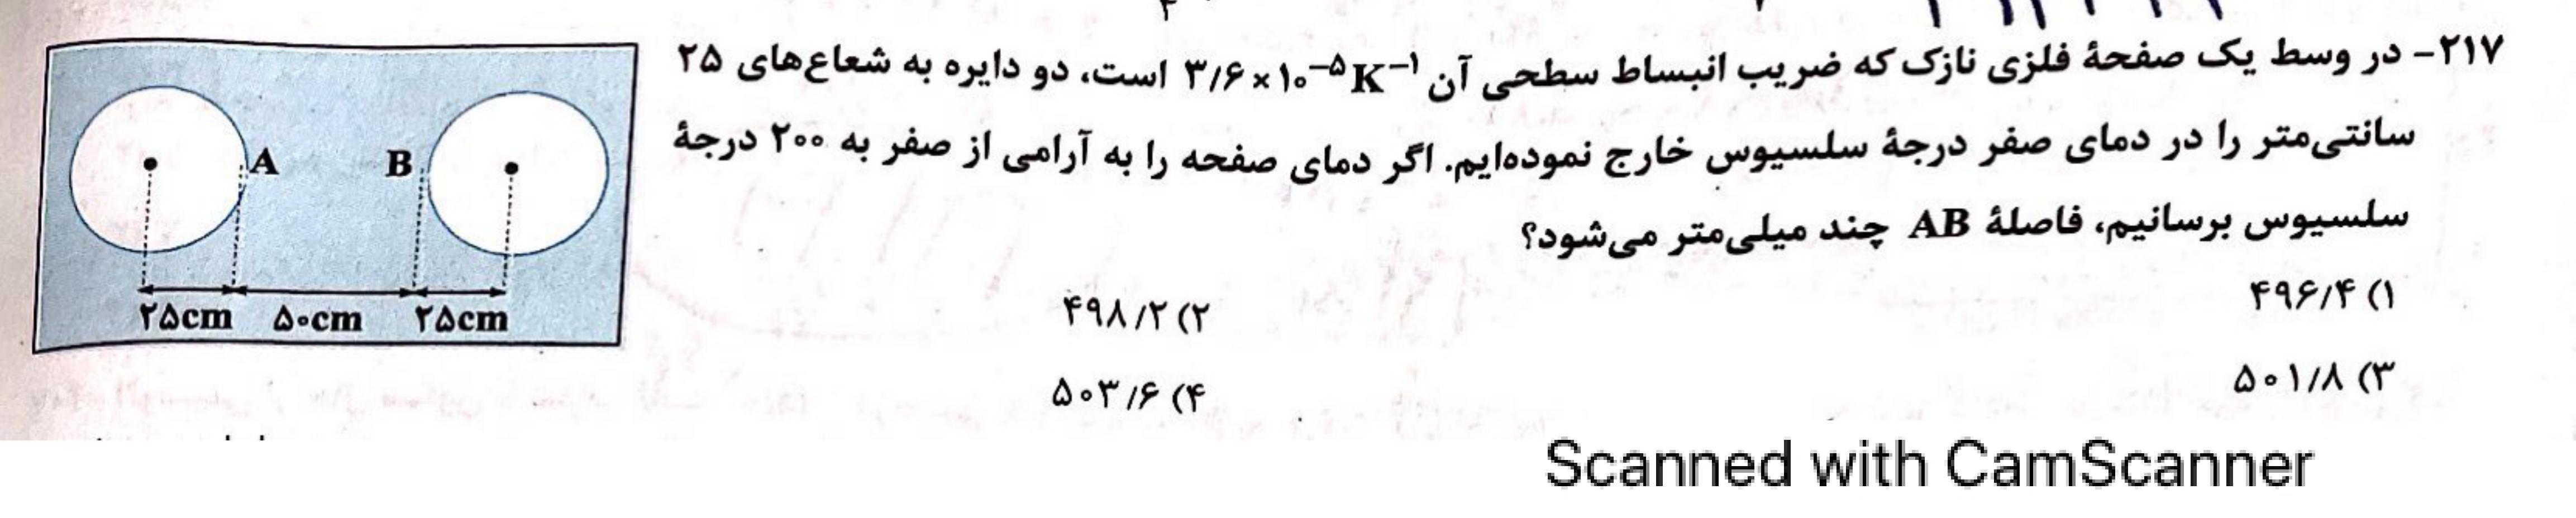 ۲۱۷- در وسط یک صفحهٔ فلزی نازک که ضریب انبساط سطحی آن ۳/۶×۱۰⁻⁵K⁻¹ است، دو دایره به شعاع‌های ۲۵
سانتی‌متر را در دمای صفر درجهٔ سلسیوس خارج نموده‌ایم. اگر دمای صفحه را به آرامی از صفر به ۲۰۰ درجهٔ
سلسیوس برسانیم، فاصلهٔ AB چند میلی‌متر می‌شود؟
۱) ۴۹۶/۴
۲) ۴۹۸/۲
۳) ۵۰۱/۸
۴) ۵۰۳/۶
A B
۲۵cm ۵۰cm ۲۵cm
Scanned with CamScanner